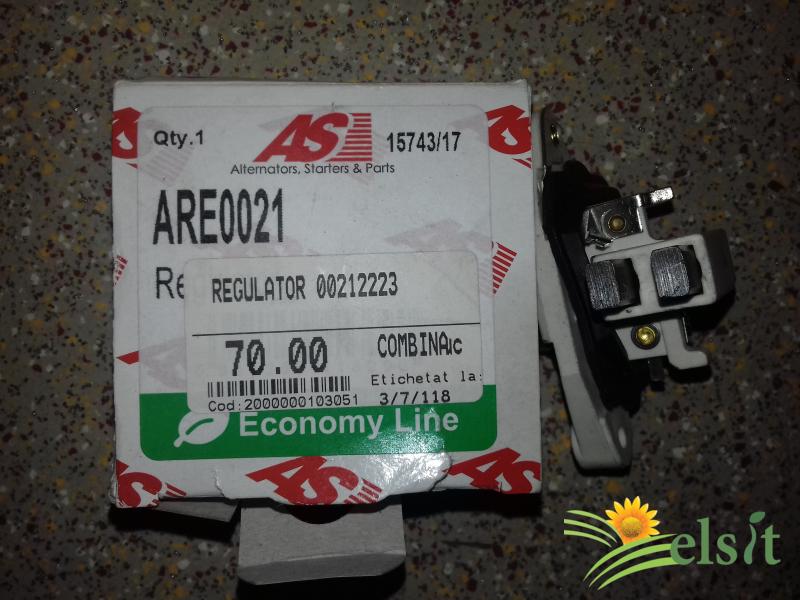 Qty.1
AS
15743/17
Alternators, Starters & Parts
ARE0021
Re
REGULATOR 00212223
70.00
COMBINAic
Etichetat la:
Cod:2000000103051
3/7/118
Economy Line
AS
elsit